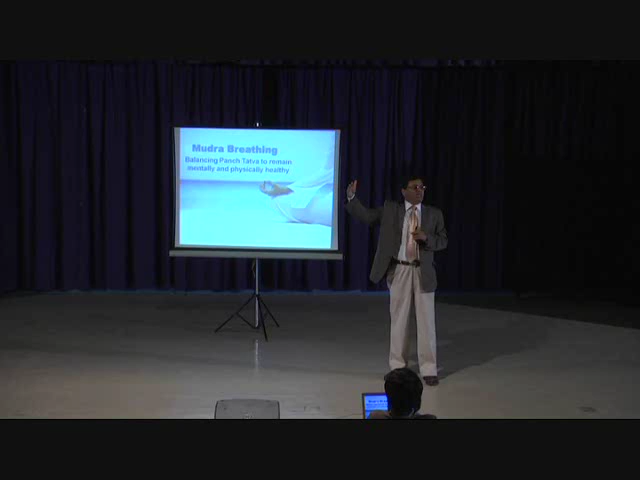 Mudra Breathing
Balancing Panch Tatva to remain
mentally and physically healthy